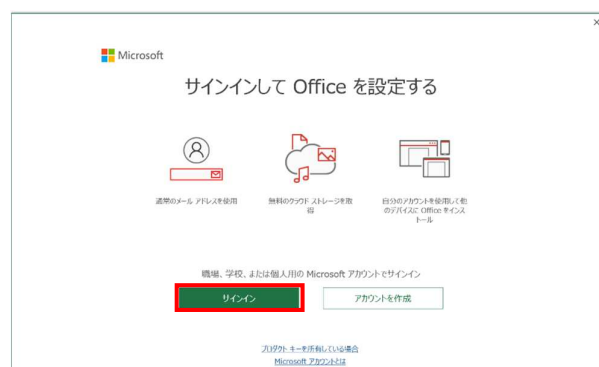 Microsoft
サインインして Office を設定する
通常のメール アドレスを使用
無料のクラウド ストレージを取
得
自分のアカウントを使用して他
のデバイスに Office をインス
トール
職場、学校、または個人用の Microsoft アカウントでサインイン
サインイン
アカウントを作成
プロダクト キーを所有している場合
Microsoft アカウントとは